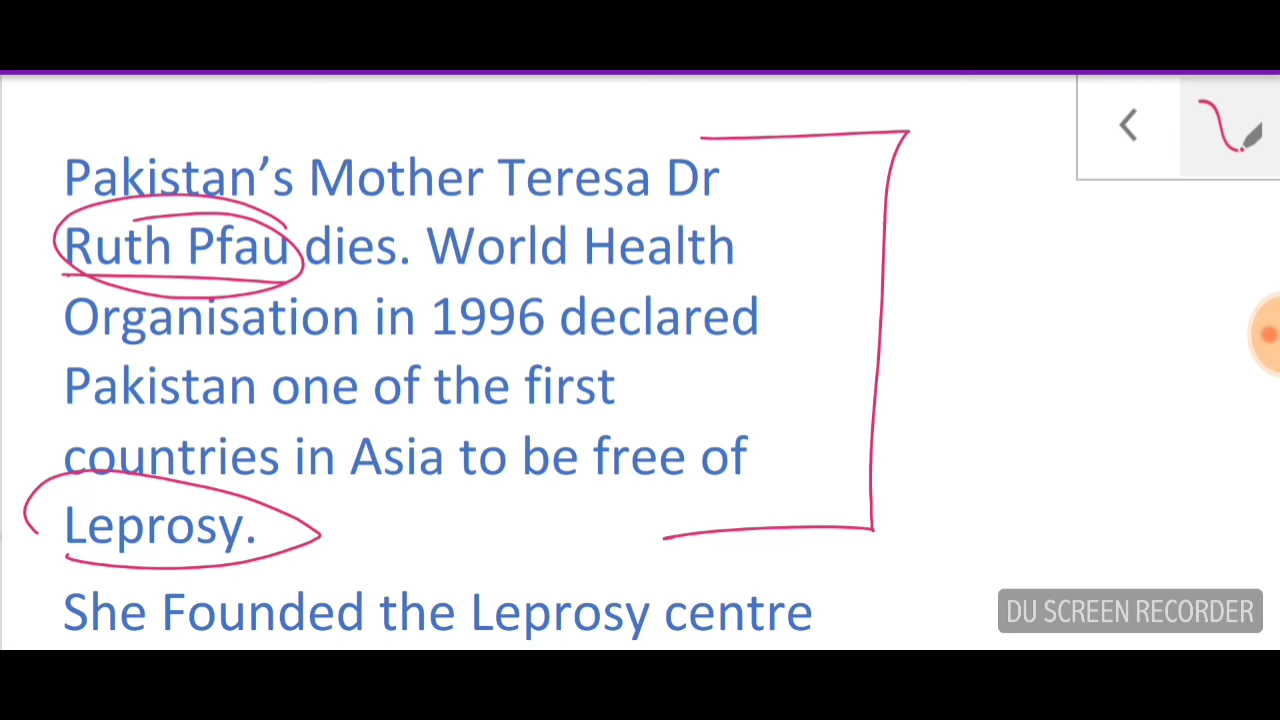 Pakistan’s Mother Teresa Dr
Ruth Pfau dies. World Health
Organisation in 1996 declared
Pakistan one of the first
countries in Asia to be free of
Leprosy.
She Founded the Leprosy centre
DU SCREEN RECORDER